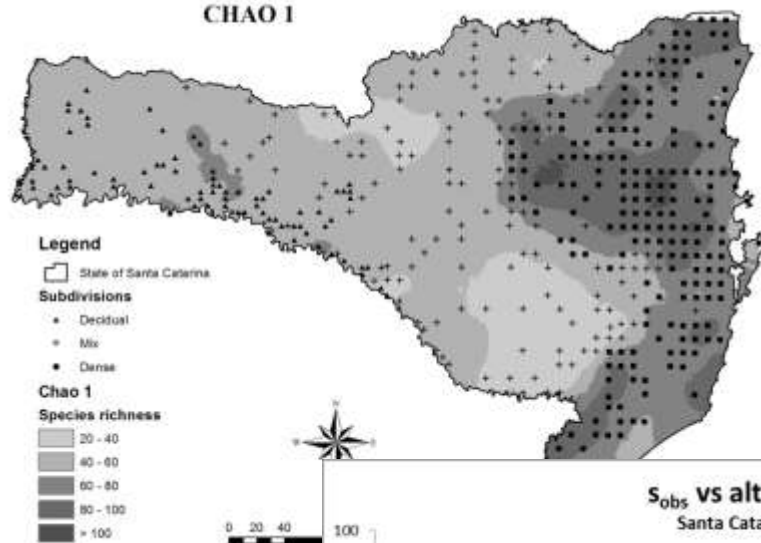 CHAO 1
Legend
State of Santa Catarina
Subdivisions
Decidual
Mix
Dense
Chao 1
Species richness
20 - 40
40 - 60
60 - 80
80 - 100
> 100
0 20 40
s_obs vs alt
Santa Cata
100